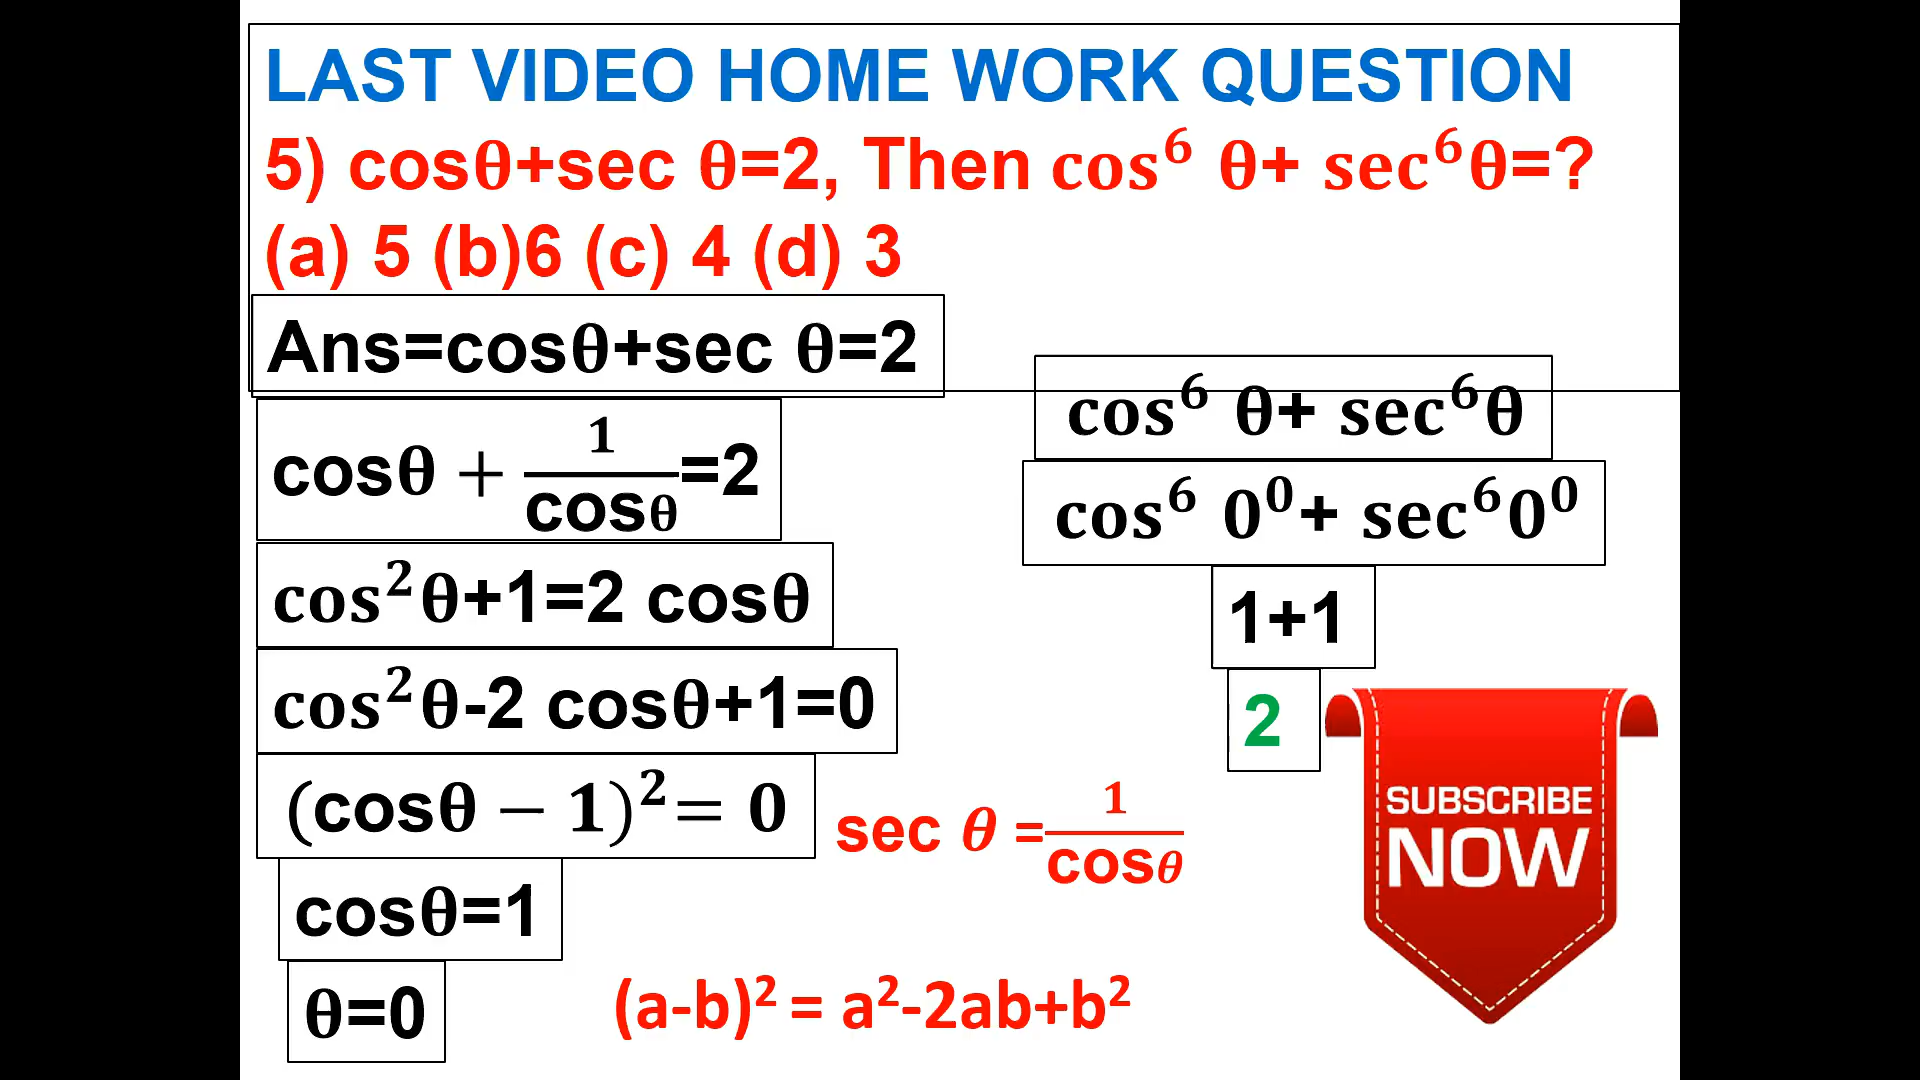 LAST VIDEO HOME WORK QUESTION
5) cosθ+sec θ=2, Then cos⁶ θ+ sec⁶θ=?
(a) 5 (b)6 (c) 4 (d) 3
Ans=cosθ+sec θ=2
cosθ + 1/cosθ=2
cos²θ+1=2 cosθ
cos²θ-2 cosθ+1=0
(cosθ − 1)²= 0
cosθ=1
θ=0
cos⁶ θ+ sec⁶θ
cos⁶ 0⁰+ sec⁶0⁰
1+1
2
sec θ =1/cosθ
(a-b)² = a²-2ab+b²
SUBSCRIBE
NOW